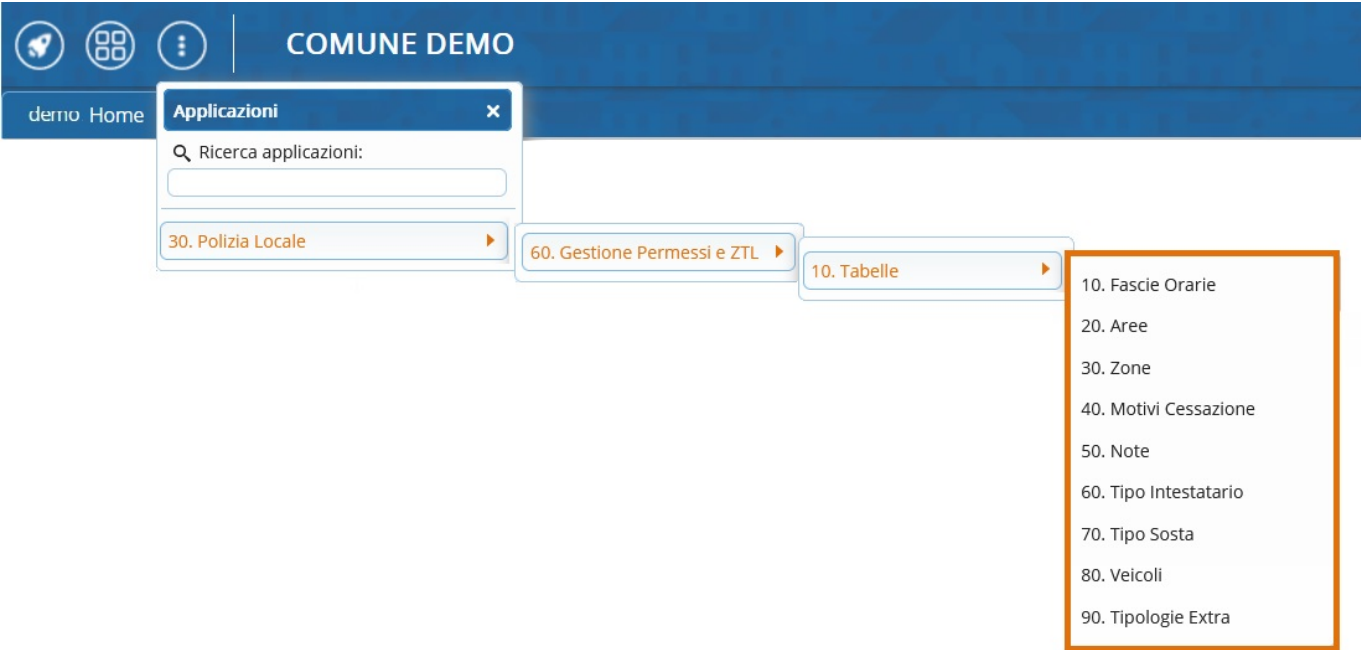 COMUNE DEMO
demo Home
Applicazioni
Ricerca applicazioni:
30. Polizia Locale
60. Gestione Permessi e ZTL
10. Tabelle
10. Fascie Orarie
20. Aree
30. Zone
40. Motivi Cessazione
50. Note
60. Tipo Intestatario
70. Tipo Sosta
80. Veicoli
90. Tipologie Extra